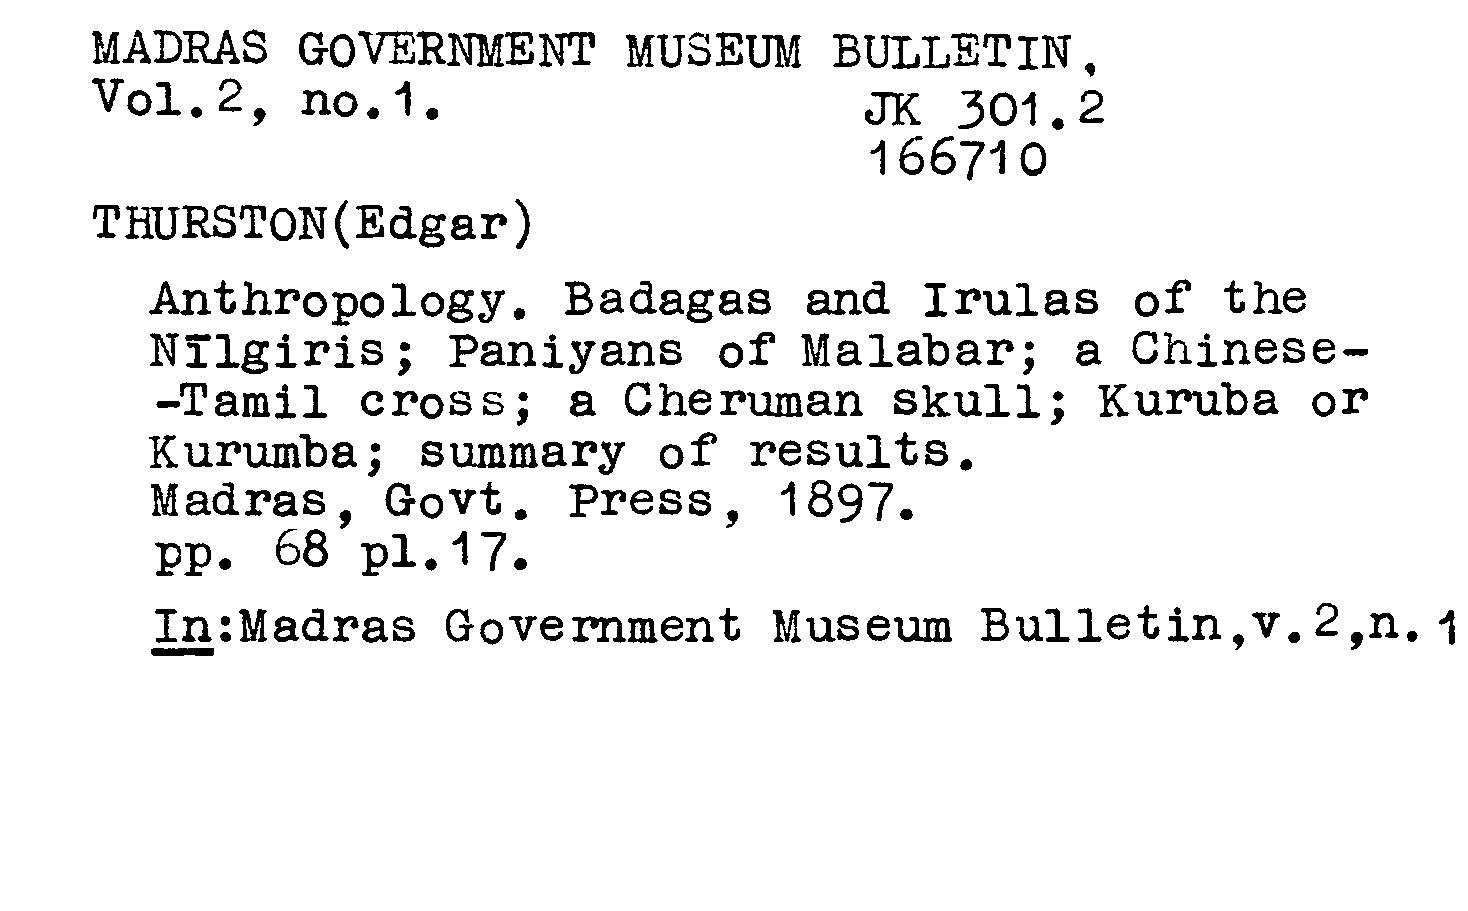 MADRAS GOVERNMENT MUSEUM BULLETIN.
Vol.2, no.1.
JK 301.2
166710
THURSTON(Edgar)
Anthropology. Badagas and Irulas of the
Nīlgiris; Paniyans of Malabar; a Chinese-
-Tamil cross; a Cheruman skull; Kuruba or
Kurumba; summary of results.
Madras, Govt. Press, 1897.
pp. 68 pl.17.
In:Madras Government Museum Bulletin,v.2,n.1